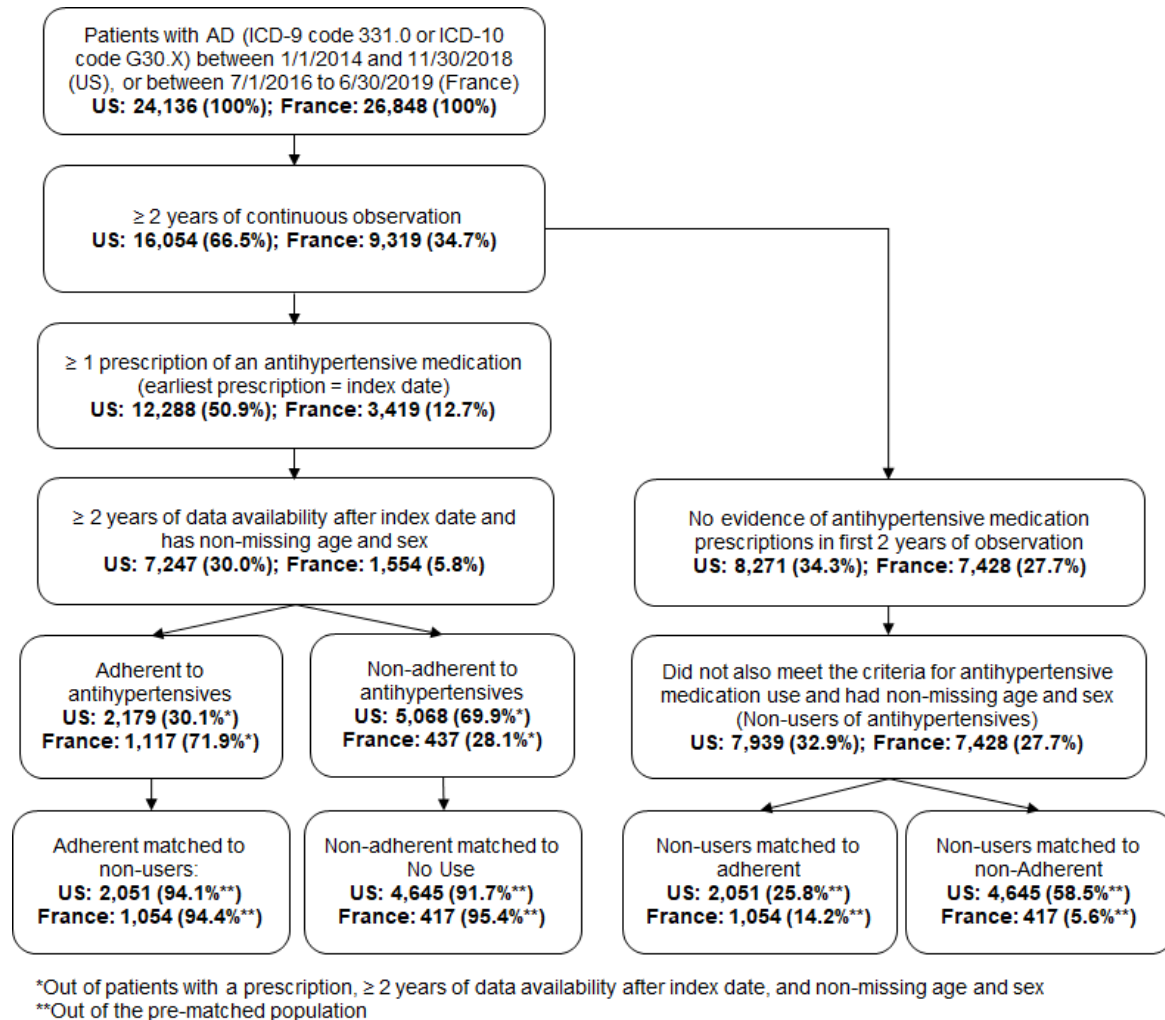 Patients with AD (ICD-9 code 331.0 or ICD-10
code G30.X) between 1/1/2014 and 11/30/2018
(US), or between 7/1/2016 to 6/30/2019 (France)
US: 24,136 (100%); France: 26,848 (100%)
≥ 2 years of continuous observation
US: 16,054 (66.5%); France: 9,319 (34.7%)
≥ 1 prescription of an antihypertensive medication
(earliest prescription = index date)
US: 12,288 (50.9%); France: 3,419 (12.7%)
≥ 2 years of data availability after index date and
has non-missing age and sex
US: 7,247 (30.0%); France: 1,554 (5.8%)
No evidence of antihypertensive medication
prescriptions in first 2 years of observation
US: 8,271 (34.3%); France: 7,428 (27.7%)
Adherent to
antihypertensives
US: 2,179 (30.1%*)
France: 1,117 (71.9%*)
Non-adherent to
antihypertensives
US: 5,068 (69.9%*)
France: 437 (28.1%*)
Did not also meet the criteria for antihypertensive
medication use and had non-missing age and sex
(Non-users of antihypertensives)
US: 7,939 (32.9%); France: 7,428 (27.7%)
Adherent matched to
non-users:
US: 2,051 (94.1%**)
France: 1,054 (94.4%**)
Non-adherent matched to
No Use
US: 4,645 (91.7%**)
France: 417 (95.4%**)
Non-users matched to
adherent
US: 2,051 (25.8%**)
France: 1,054 (14.2%**)
Non-users matched to
non-Adherent
US: 4,645 (58.5%**)
France: 417 (5.6%**)
*Out of patients with a prescription, ≥ 2 years of data availability after index date, and non-missing age and sex
**Out of the pre-matched population